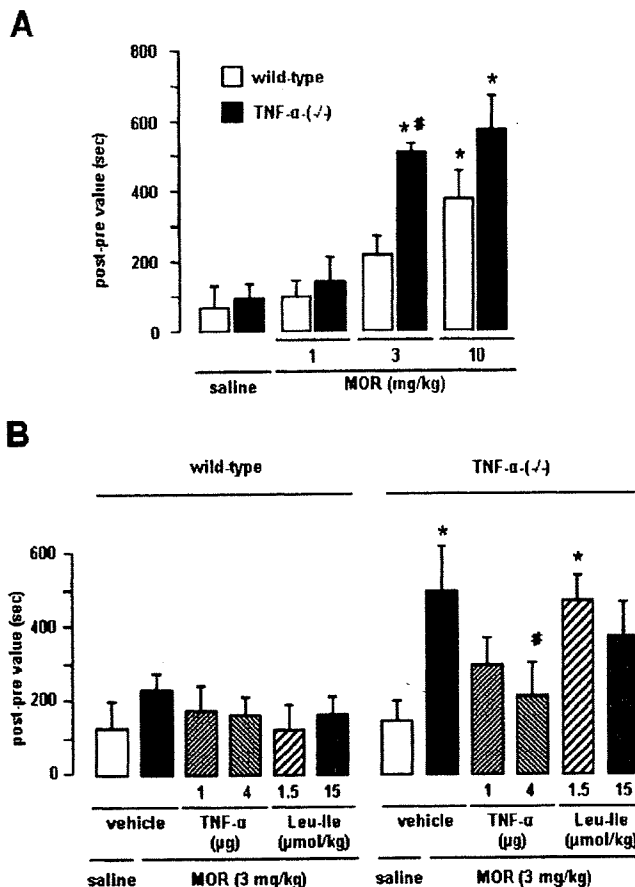 A
800
600
400
200
0
post-pre value (sec)
wild-type
TNF-α-(-/-)
*
* #
*
*
1
3
10
saline
MOR (mg/kg)
B
wild-type
TNF-α-(-/-)
600
400
200
0
post-pre value (sec)
*
#
*
1
4
1.5
15
1
4
1.5
15
vehicle
TNF-α
(μg)
Leu-Ile
(μmol/kg)
vehicle
TNF-α
(μg)
Leu-Ile
(μmol/kg)
saline
MOR (3 mg/kg)
saline
MOR (3 mg/kg)